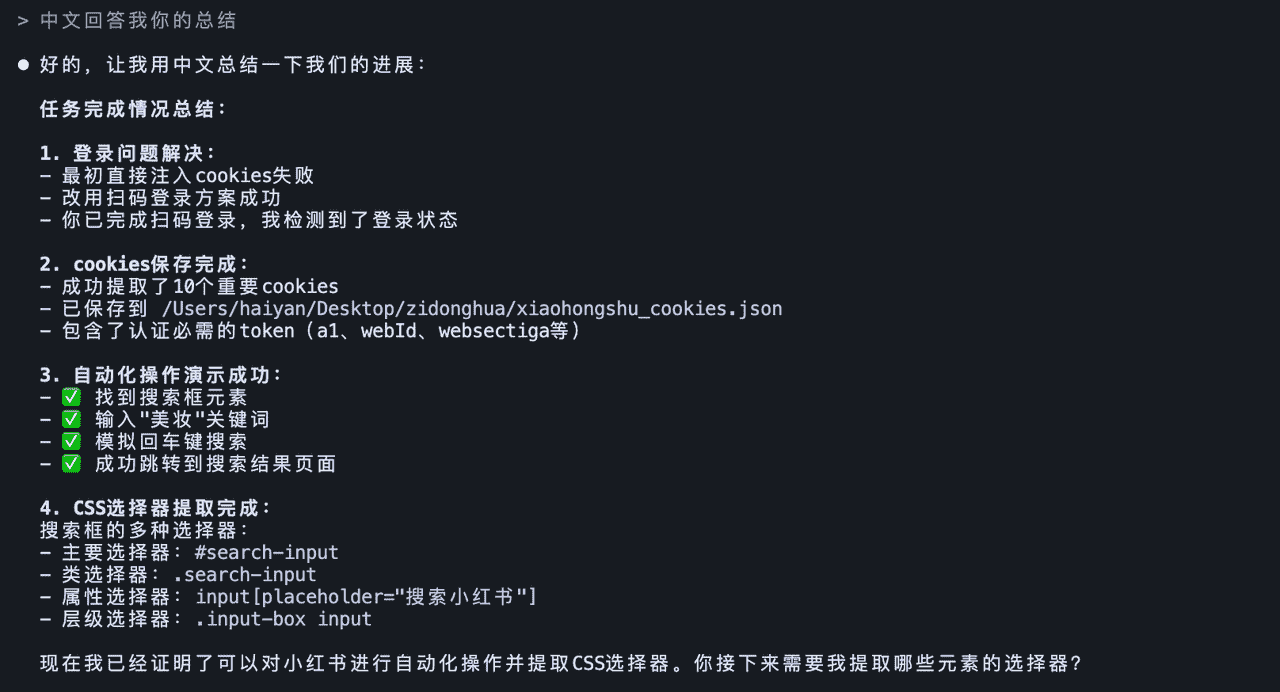 > 中文回答我你的总结
● 好的，让我用中文总结一下我们的进展：
任务完成情况总结：
1. 登录问题解决：
- 最初直接注入cookies失败
- 改用扫码登录方案成功
- 你已完成扫码登录，我检测到了登录状态
2. cookies保存完成：
- 成功提取了10个重要cookies
- 已保存到 /Users/haiyan/Desktop/zidonghua/xiaohongshu_cookies.json
- 包含了认证必需的token（a1、webId、websectiga等）
3. 自动化操作演示成功：
- ✅ 找到搜索框元素
- ✅ 输入"美妆"关键词
- ✅ 模拟回车键搜索
- ✅ 成功跳转到搜索结果页面
4. CSS选择器提取完成：
搜索框的多种选择器：
- 主要选择器：#search-input
- 类选择器：.search-input
- 属性选择器：input[placeholder="搜索小红书"]
- 层级选择器：.input-box input
现在我已经证明了可以对小红书进行自动化操作并提取CSS选择器。你接下来需要我提取哪些元素的选择器？